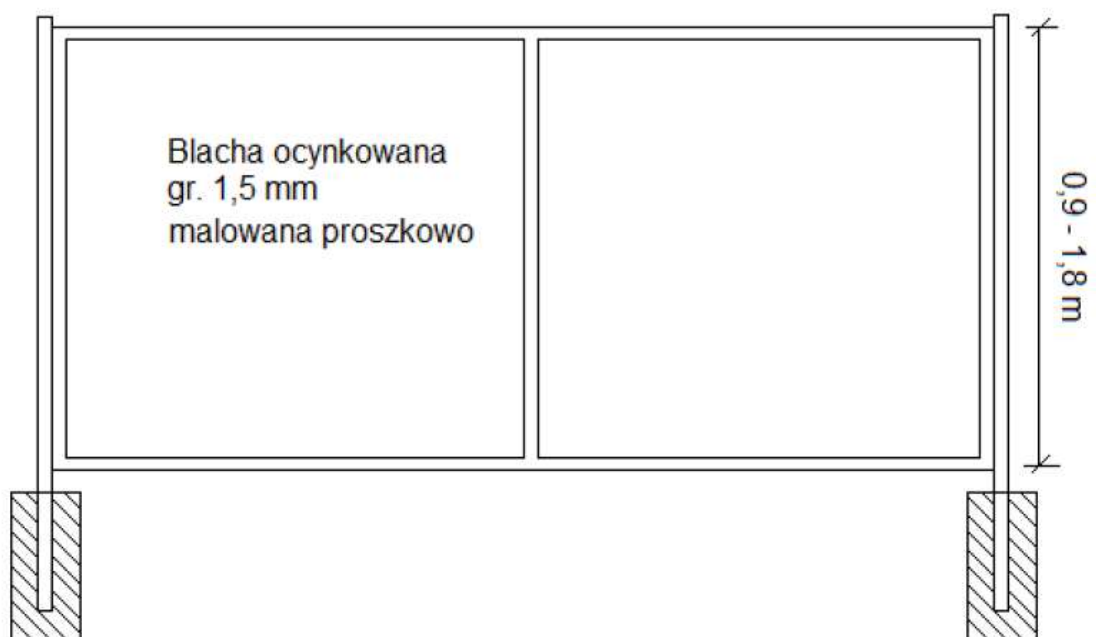 Blacha ocynkowana
gr. 1,5 mm
malowana proszkowo
0,9 - 1,8 m